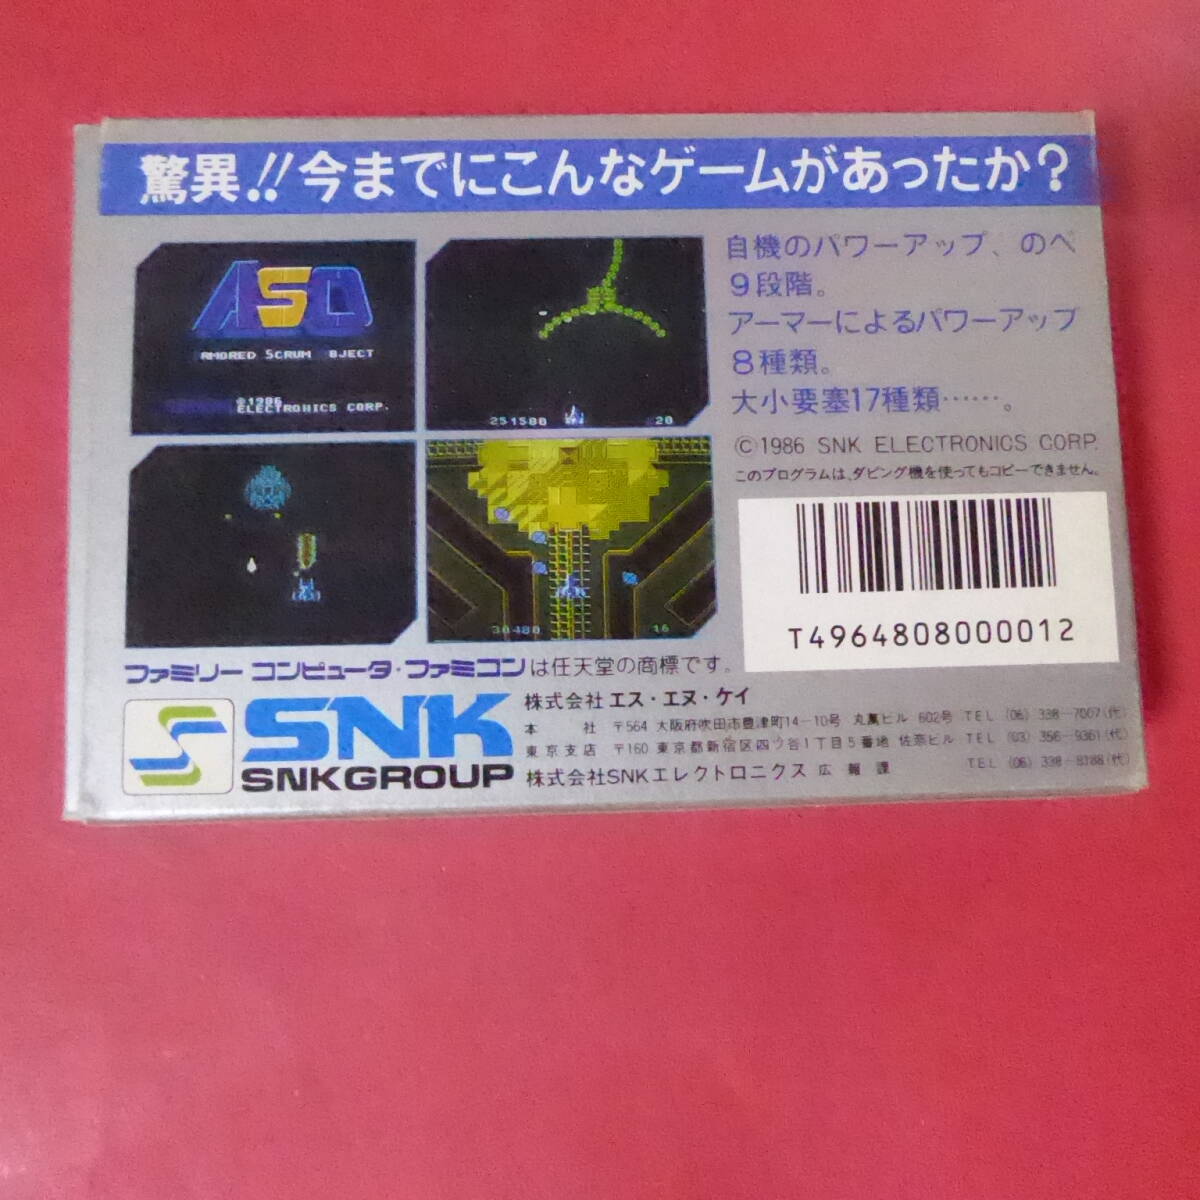 驚異!!今までにこんなゲームがあったか?
ASO
RMORED SCRUM BJECT
©1986
ELECTRONICS CORP.
251500 20
30480 16
自機のパワーアップ、のべ
9段階。
アーマーによるパワーアップ
8種類。
大小要塞17種類……。
©1986 SNK ELECTRONICS CORP.
このプログラムは、ダビング機を使ってもコピーできません。
T4964808000012
ファミリーコンピュータ・ファミコンは任天堂の商標です。
SNK
SNK GROUP
株式会社 エス・エヌ・ケイ
本社 〒564 大阪府吹田市豊津町14-10号 丸萬ビル 602号 TEL (06) 338-7007(代)
東京支店 〒160 東京都新宿区四ツ谷1丁目5番地 佐奈ビル TEL (03) 356-9361(代)
株式会社SNKエレクトロニクス 広報課 TEL (06) 338-8188(代)